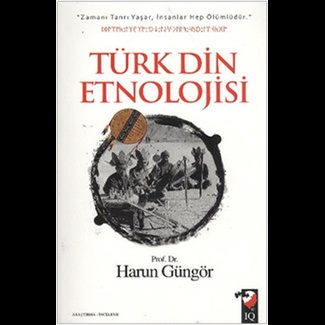 "Zamanı Tanrı Yaşar, İnsanlar Hep Ölümlüdür."
TÜRK DİN
ETNOLOJİSİ
Prof. Dr.
Harun Güngör
ARAŞTIRMA - İNCELEME
IQ